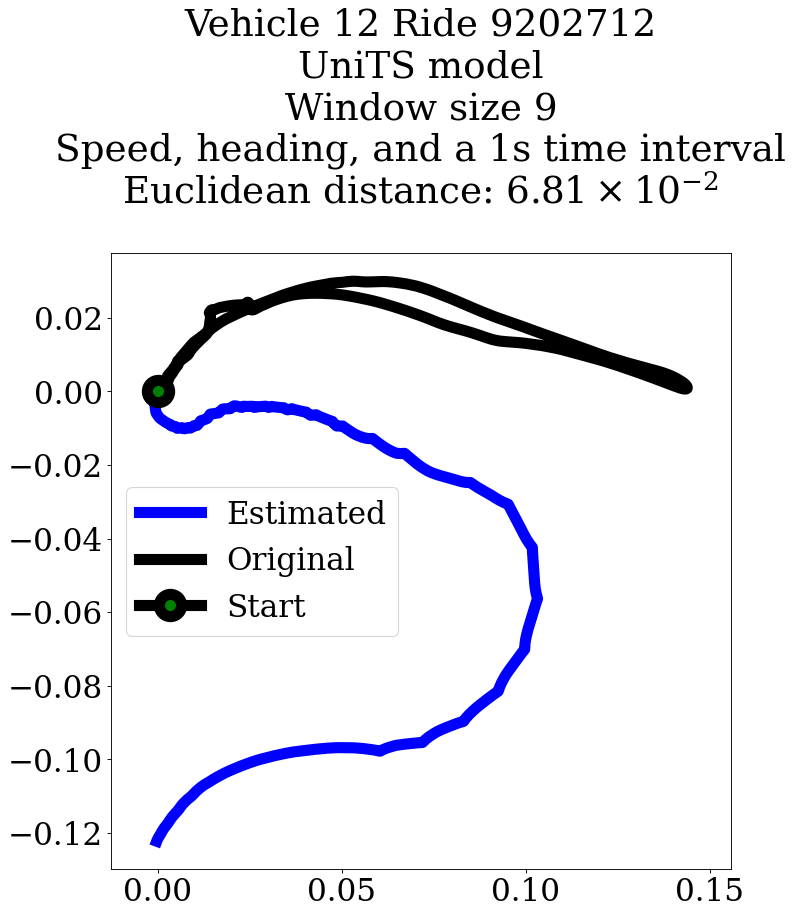 Vehicle 12 Ride 9202712
UniTS model
Window size 9
Speed, heading, and a 1s time interval
Euclidean distance: 6.81 × 10⁻²
0.02
0.00
−0.02
−0.04
−0.06
−0.08
−0.10
−0.12
Estimated
Original
Start
0.00 0.05 0.10 0.15